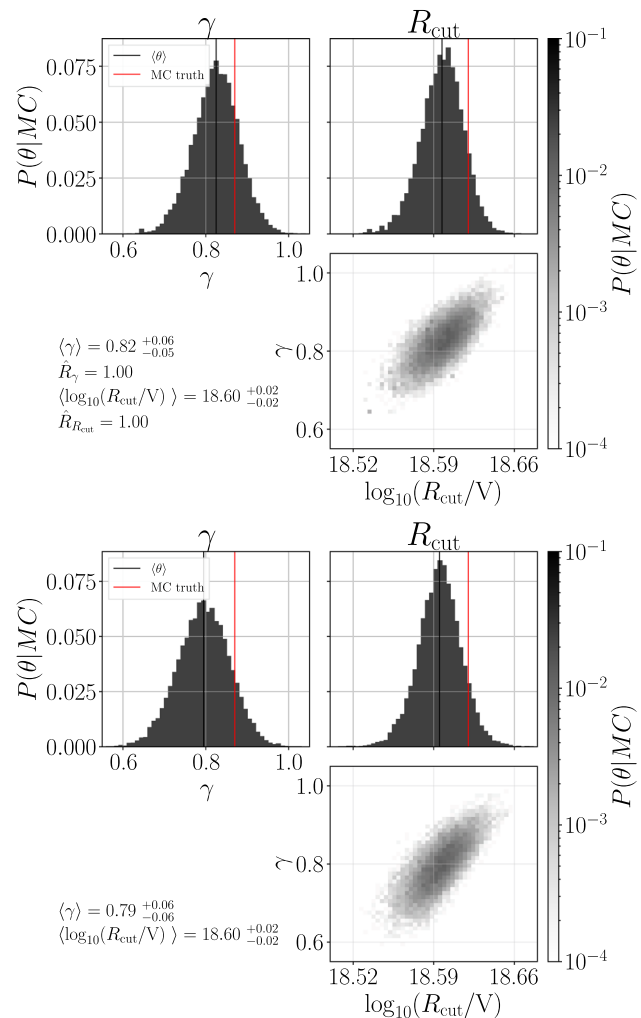 γ
R_cut
⟨θ⟩
MC truth
P(θ|MC)
0.075
0.050
0.025
0.000
0.6 0.8 1.0
γ
10⁻¹
10⁻²
10⁻³
10⁻⁴
P(θ|MC)
⟨γ⟩ = 0.82 +0.06 −0.05
R̂_γ = 1.00
⟨log₁₀(R_cut/V) ⟩ = 18.60 +0.02 −0.02
R̂_{R_cut} = 1.00
γ
1.0
0.8
0.6
18.52 18.59 18.66
log₁₀(R_cut/V)
γ
R_cut
⟨θ⟩
MC truth
P(θ|MC)
0.075
0.050
0.025
0.000
0.6 0.8 1.0
γ
10⁻¹
10⁻²
10⁻³
10⁻⁴
P(θ|MC)
⟨γ⟩ = 0.79 +0.06 −0.06
⟨log₁₀(R_cut/V) ⟩ = 18.60 +0.02 −0.02
γ
1.0
0.8
0.6
18.52 18.59 18.66
log₁₀(R_cut/V)